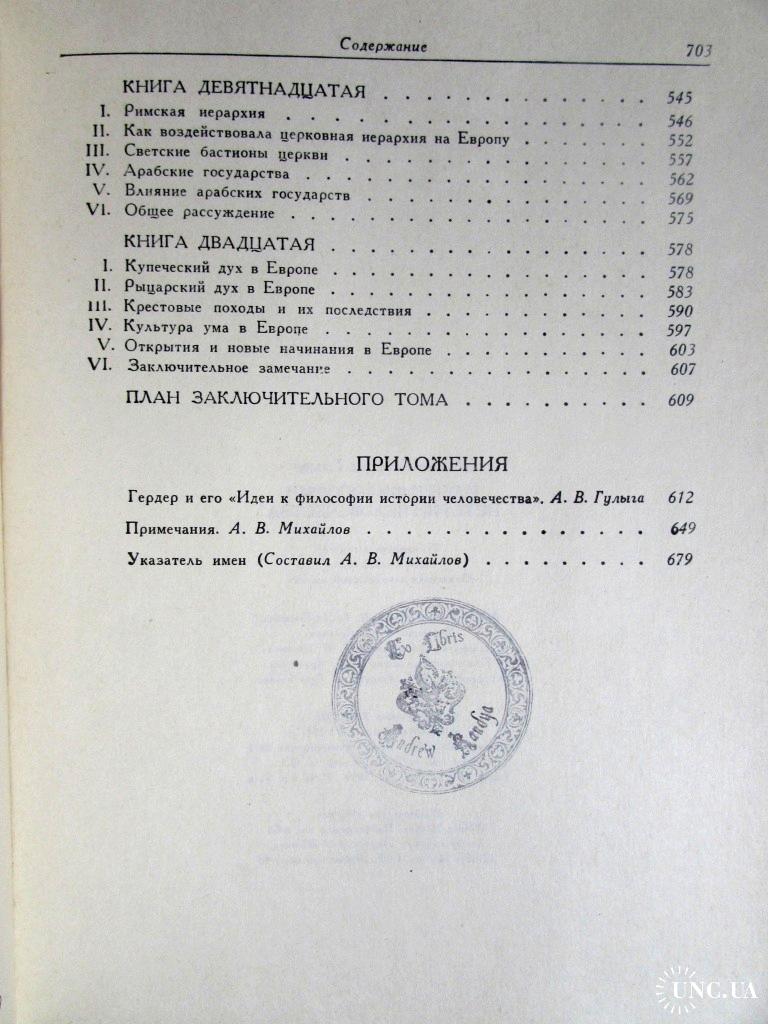 Содержание 703
КНИГА ДЕВЯТНАДЦАТАЯ . . . . . . . . . . . . . . 545
I. Римская иерархия . . . . . . . . . . . . . . . . 546
II. Как воздействовала церковная иерархия на Европу . . . . . . . 552
III. Светские бастионы церкви . . . . . . . . . . . . . . 557
IV. Арабские государства . . . . . . . . . . . . . . . 562
V. Влияние арабских государств . . . . . . . . . . . . . 569
VI. Общее рассуждение . . . . . . . . . . . . . . . . 575
КНИГА ДВАДЦАТАЯ . . . . . . . . . . . . . . . . 578
I. Купеческий дух в Европе . . . . . . . . . . . . . . 578
II. Рыцарский дух в Европе . . . . . . . . . . . . . . 583
III. Крестовые походы и их последствия . . . . . . . . . . 590
IV. Культура ума в Европе . . . . . . . . . . . . . . 597
V. Открытия и новые начинания в Европе . . . . . . . . . 603
VI. Заключительное замечание . . . . . . . . . . . . . 607
ПЛАН ЗАКЛЮЧИТЕЛЬНОГО ТОМА . . . . . . . . . 609
ПРИЛОЖЕНИЯ
Гердер и его «Идеи к философии истории человечества». А. В. Гулыга 612
Примечания. А. В. Михайлов . . . . . . . . . . . . . 649
Указатель имен (Составил А. В. Михайлов) . . . . . . . . 679
Libris
Andrew
UNC.UA